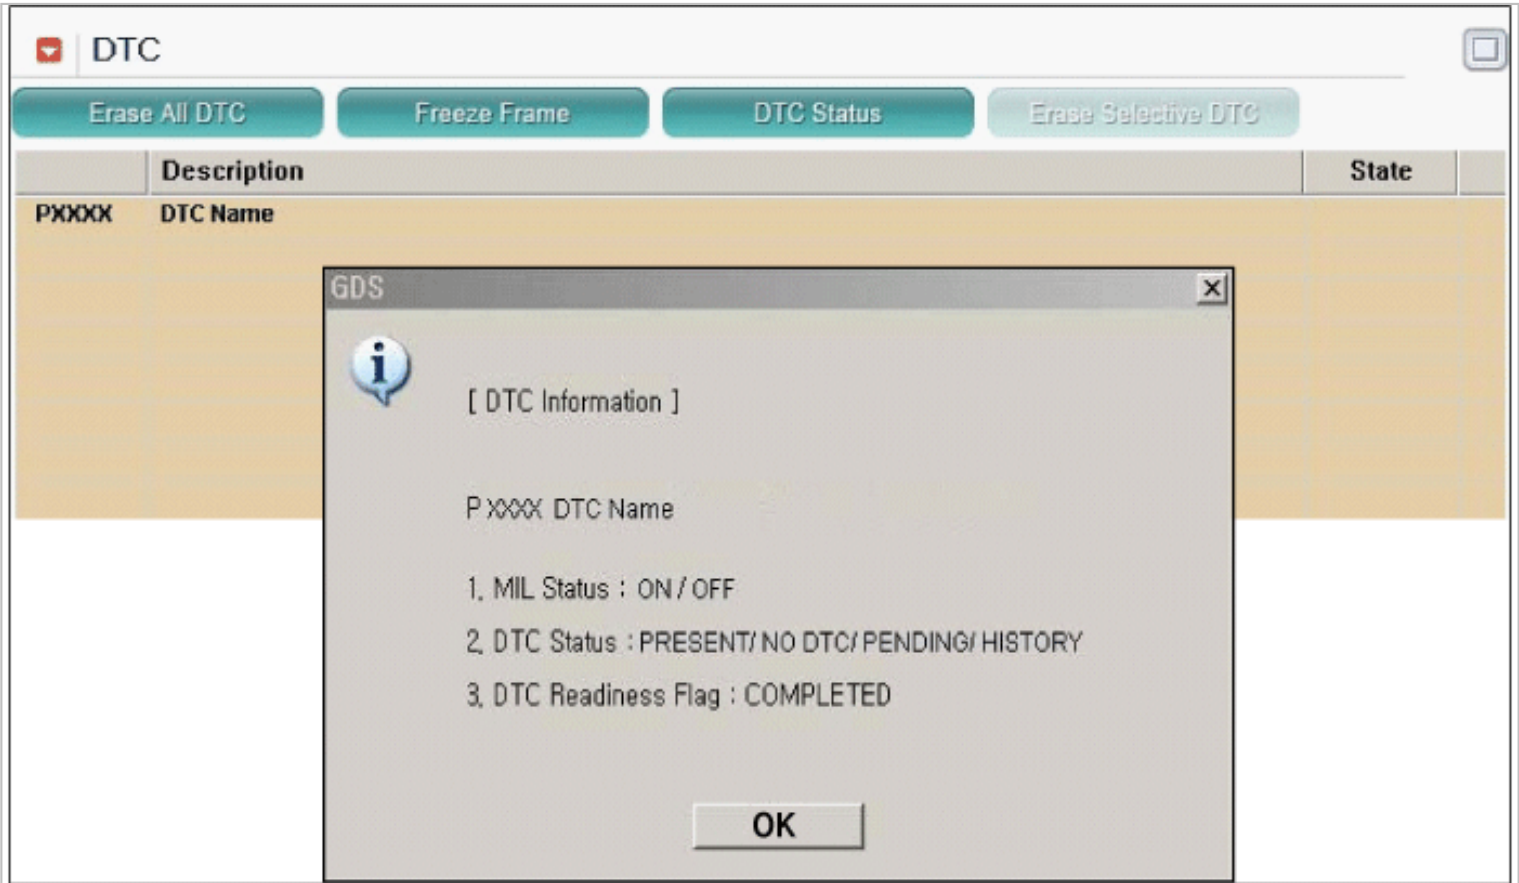 DTC
Erase All DTC Freeze Frame DTC Status Erase Selective DTC
Description State
PXXXX DTC Name
GDS
[ DTC Information ]
P XXXX DTC Name
1. MIL Status : ON / OFF
2. DTC Status : PRESENT/ NO DTC/ PENDING/ HISTORY
3. DTC Readiness Flag : COMPLETED
OK